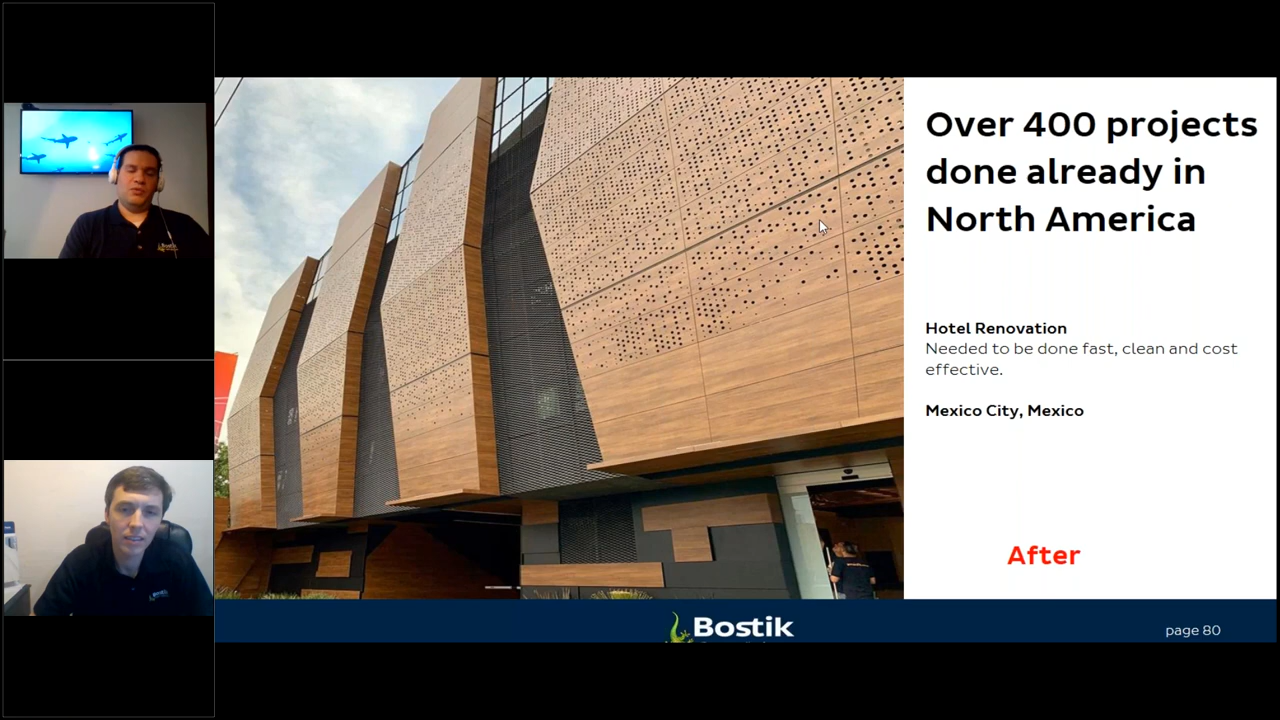 Over 400 projects
done already in
North America
Hotel Renovation
Needed to be done fast, clean and cost
effective.
Mexico City, Mexico
After
Bostik
page 80